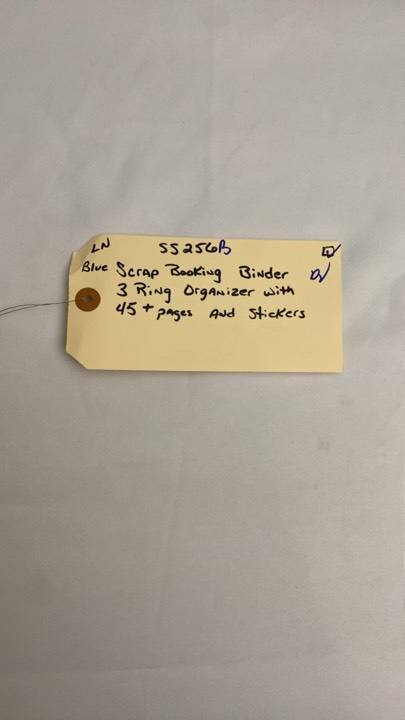 LN SS256B
Blue Scrap Booking Binder
3 Ring Organizer with
45+ pages And Stickers